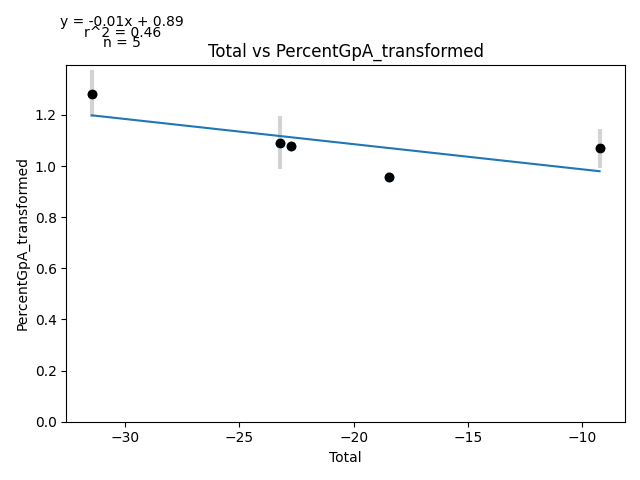 y = -0.01x + 0.89
r^2 = 0.46
n = 5
Total vs PercentGpA_transformed
PercentGpA_transformed
1.2
1.0
0.8
0.6
0.4
0.2
0.0
−30 −25 −20 −15 −10
Total